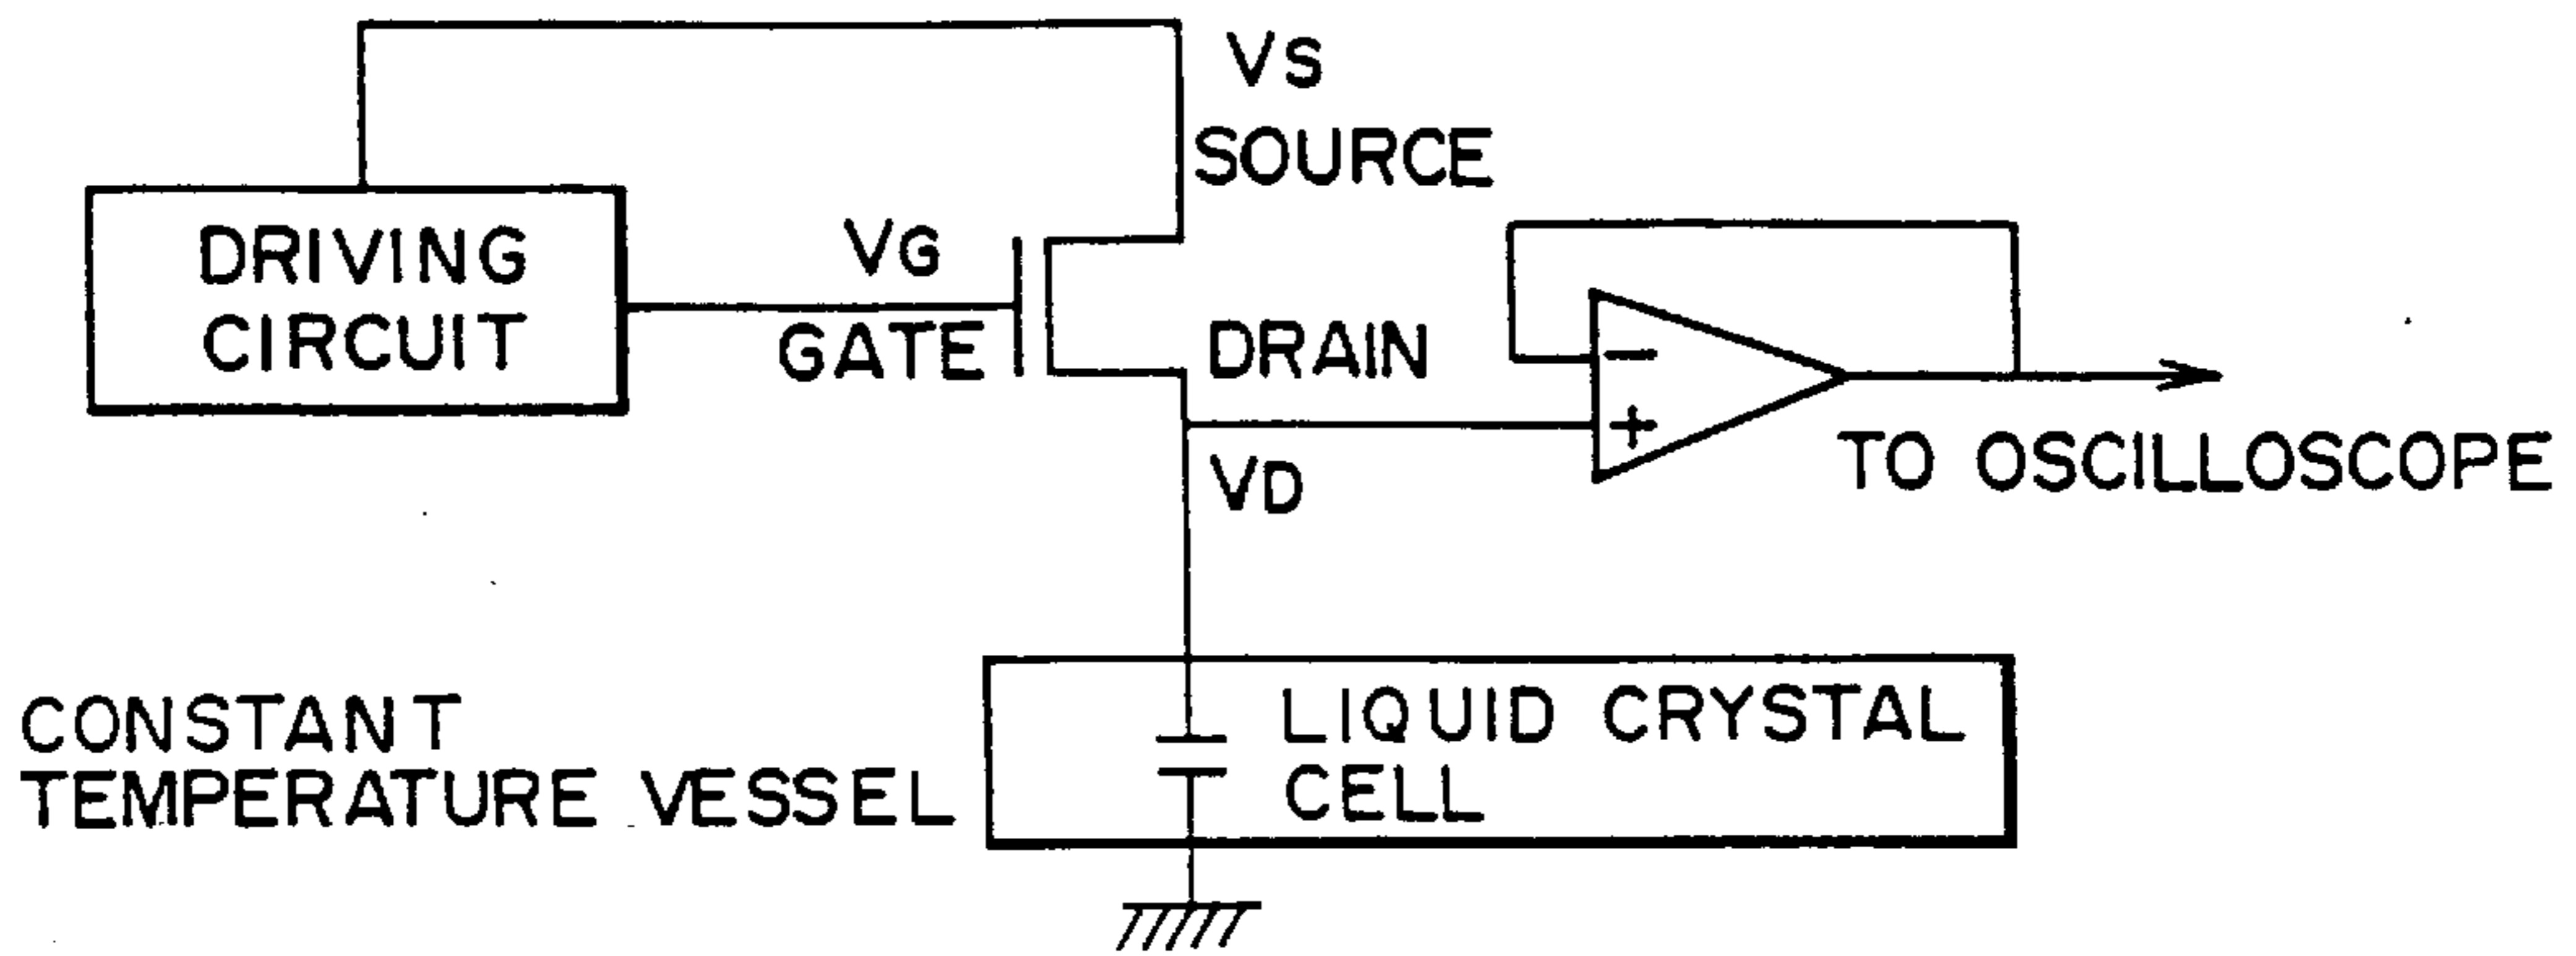 VS
SOURCE
DRIVING
CIRCUIT
VG
GATE
DRAIN
−
+
VD
TO OSCILLOSCOPE
CONSTANT
TEMPERATURE VESSEL
LIQUID CRYSTAL
CELL